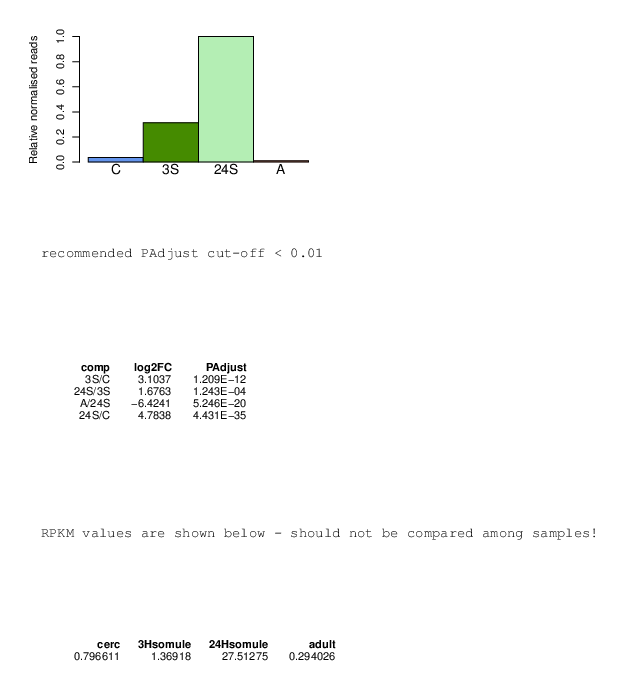 Relative normalised reads
1.0
0.8
0.6
0.4
0.2
0.0
C 3S 24S A
recommended PAdjust cut-off < 0.01
comp log2FC PAdjust
3S/C 3.1037 1.209E−12
24S/3S 1.6763 1.243E−04
A/24S −6.4241 5.246E−20
24S/C 4.7838 4.431E−35
RPKM values are shown below - should not be compared among samples!
cerc 3Hsomule 24Hsomule adult
0.796611 1.36918 27.51275 0.294026